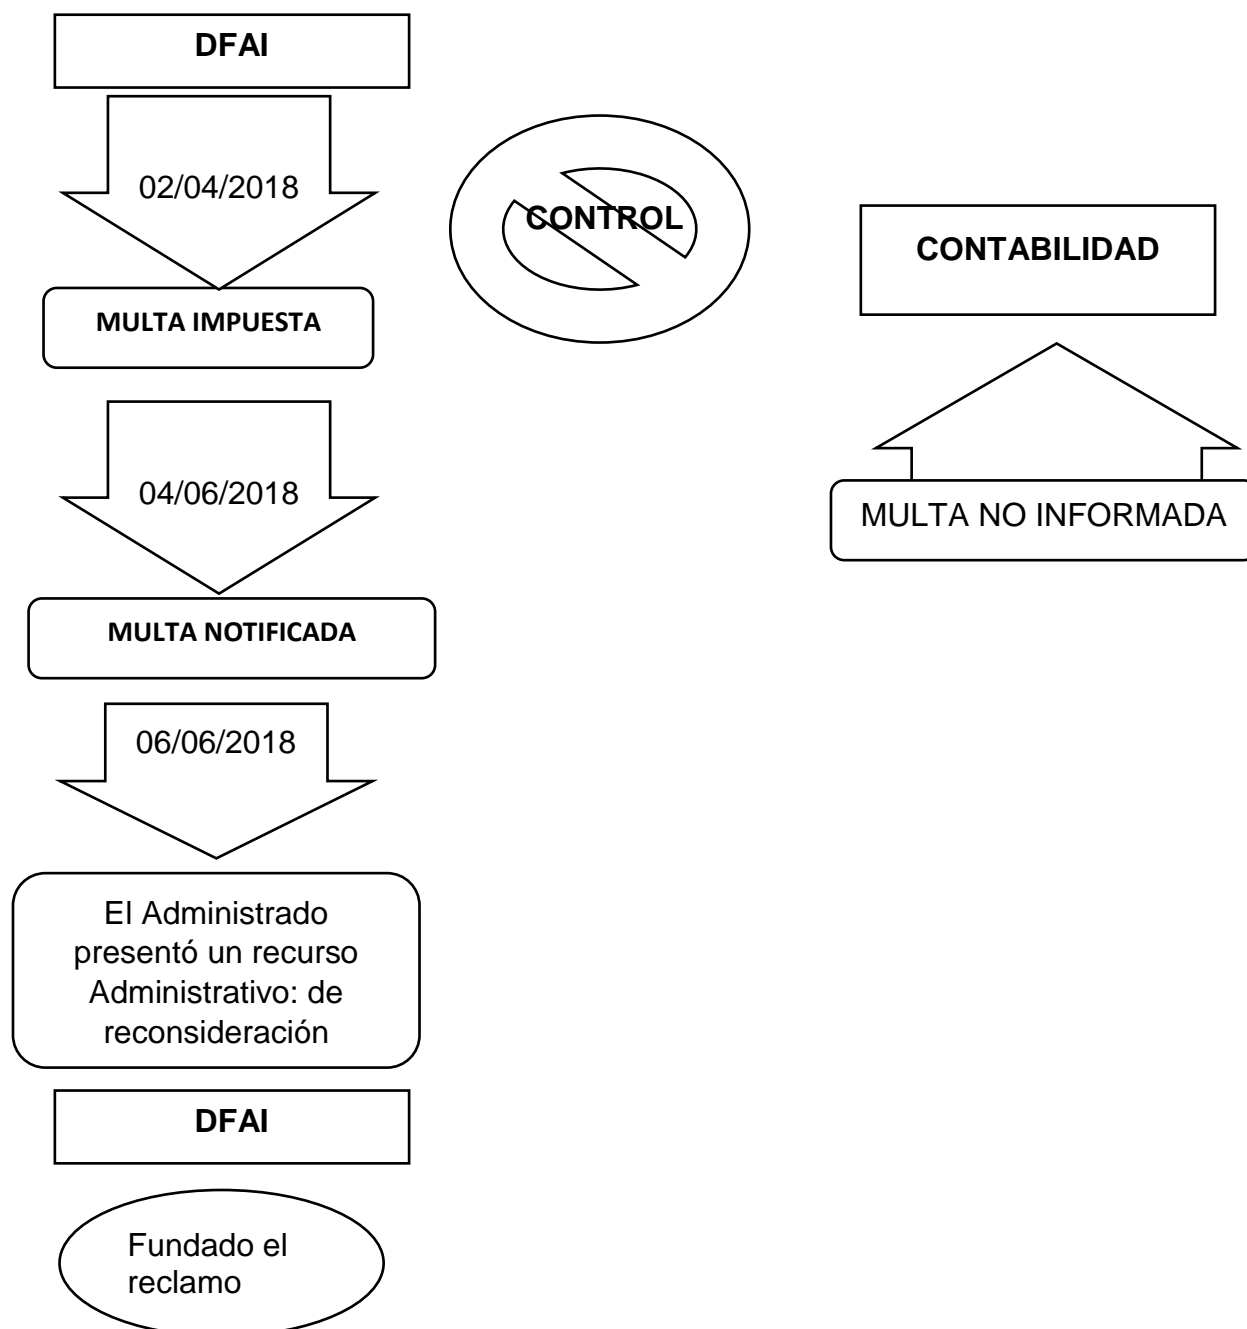 DFAI
02/04/2018
MULTA IMPUESTA
04/06/2018
MULTA NOTIFICADA
06/06/2018
El Administrado
presentó un recurso
Administrativo: de
reconsideración
DFAI
Fundado el
reclamo
CONTROL
CONTABILIDAD
MULTA NO INFORMADA